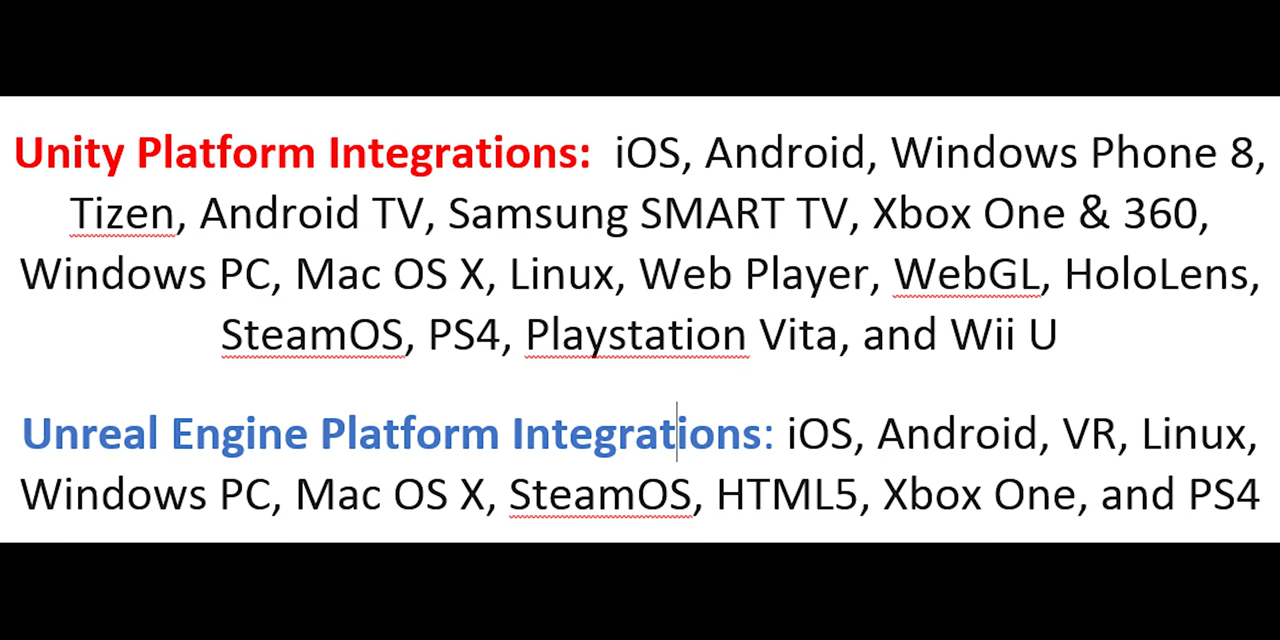 Unity Platform Integrations: iOS, Android, Windows Phone 8,
Tizen, Android TV, Samsung SMART TV, Xbox One & 360,
Windows PC, Mac OS X, Linux, Web Player, WebGL, HoloLens,
SteamOS, PS4, Playstation Vita, and Wii U
Unreal Engine Platform Integrations: iOS, Android, VR, Linux,
Windows PC, Mac OS X, SteamOS, HTML5, Xbox One, and PS4